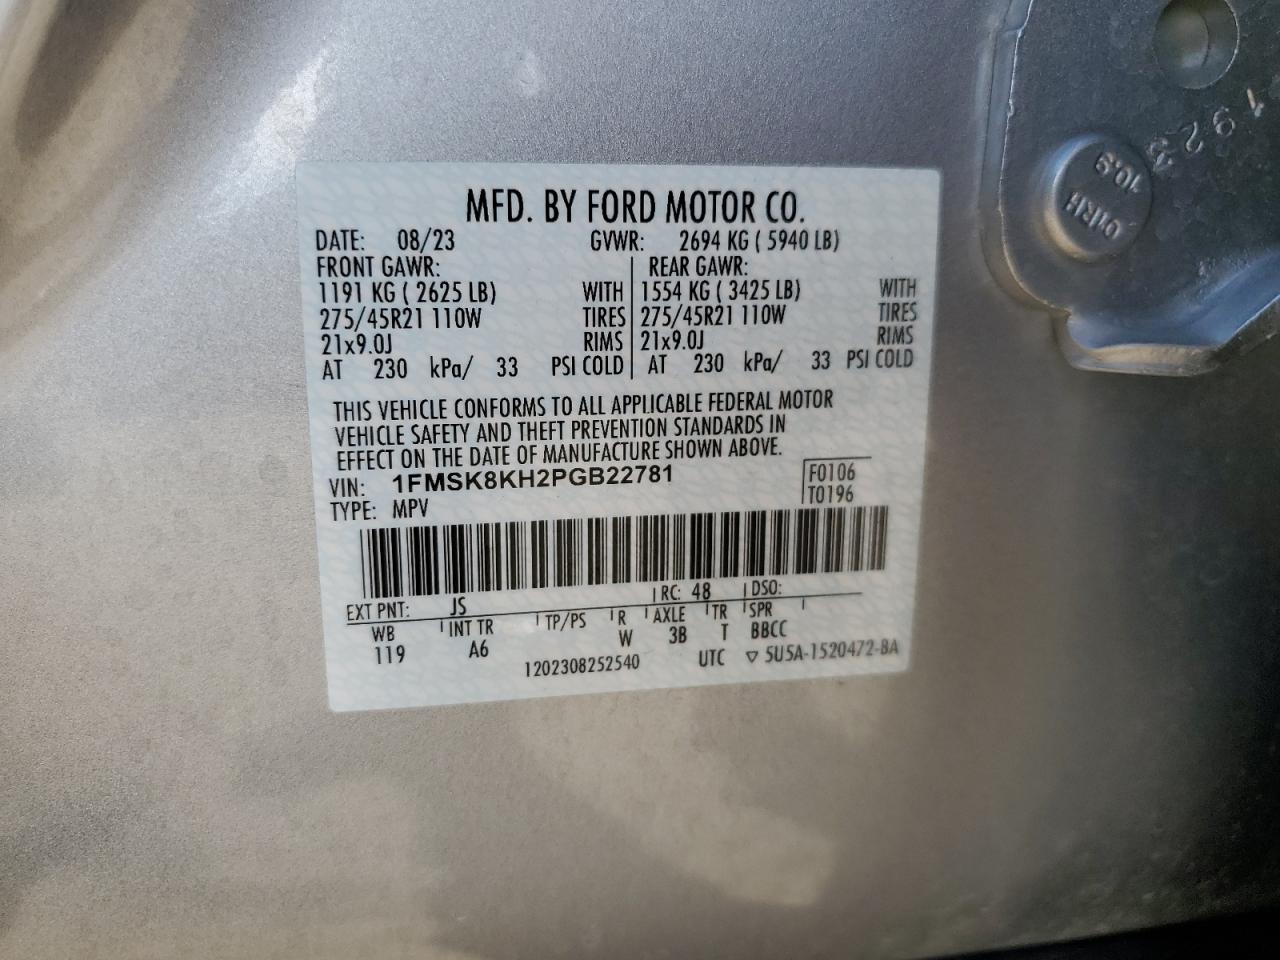 MFD. BY FORD MOTOR CO.
DATE: 08/23 GVWR: 2694 KG ( 5940 LB)
FRONT GAWR: REAR GAWR:
1191 KG ( 2625 LB) WITH 1554 KG ( 3425 LB) WITH
275/45R21 110W TIRES 275/45R21 110W TIRES
21x9.0J RIMS 21x9.0J RIMS
AT 230 kPa/ 33 PSI COLD AT 230 kPa/ 33 PSI COLD
THIS VEHICLE CONFORMS TO ALL APPLICABLE FEDERAL MOTOR
VEHICLE SAFETY AND THEFT PREVENTION STANDARDS IN
EFFECT ON THE DATE OF MANUFACTURE SHOWN ABOVE.
VIN: 1FMSK8KH2PGB22781 F0106
TYPE: MPV T0196
EXT PNT: JS RC: 48 DSO:
WB INT TR TP/PS R AXLE TR SPR
119 A6 W 3B T BBCC
1202308252540 UTC ▽ 5U5A-1520472-BA
1923
10.9